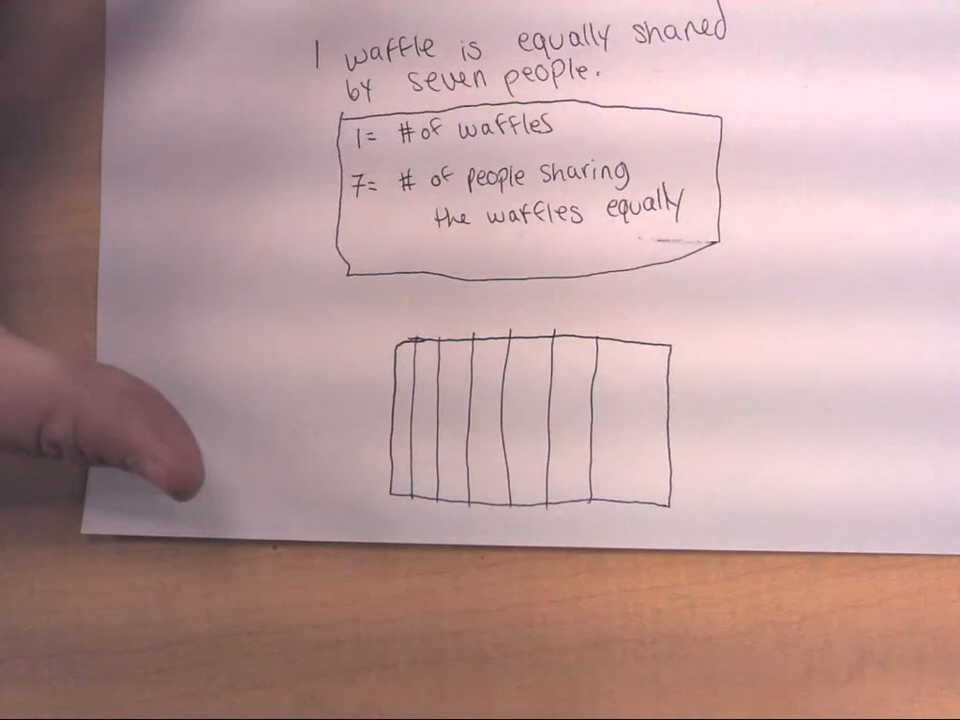 1 waffle is equally shared
by seven people.
1= # of waffles
7= # of people sharing
the waffles equally